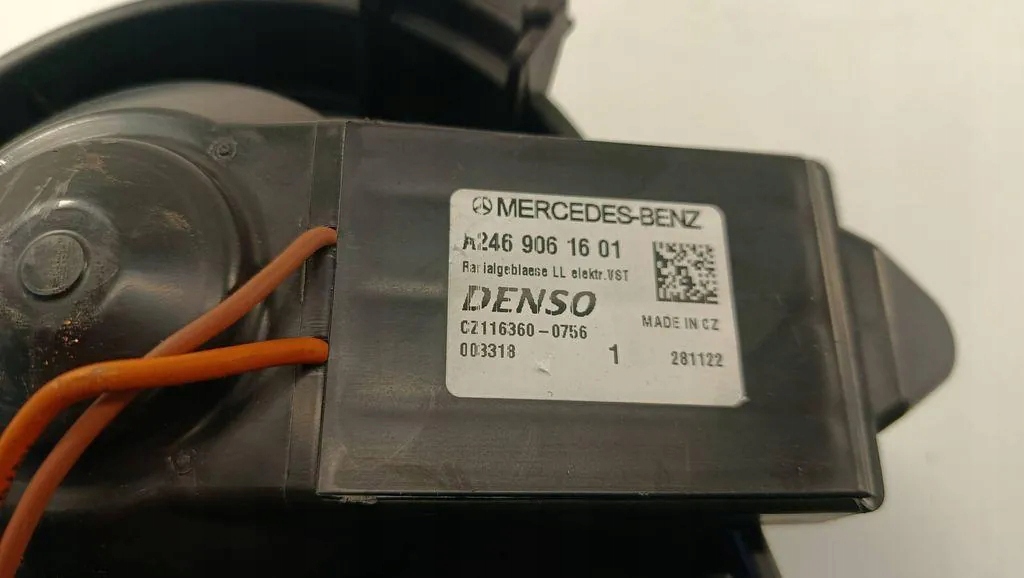 MERCEDES-BENZ
A246 906 16 01
Radialgeblaese LL elektr.VST
DENSO
CZ116360-0756
MADE IN CZ
003318 1 281122